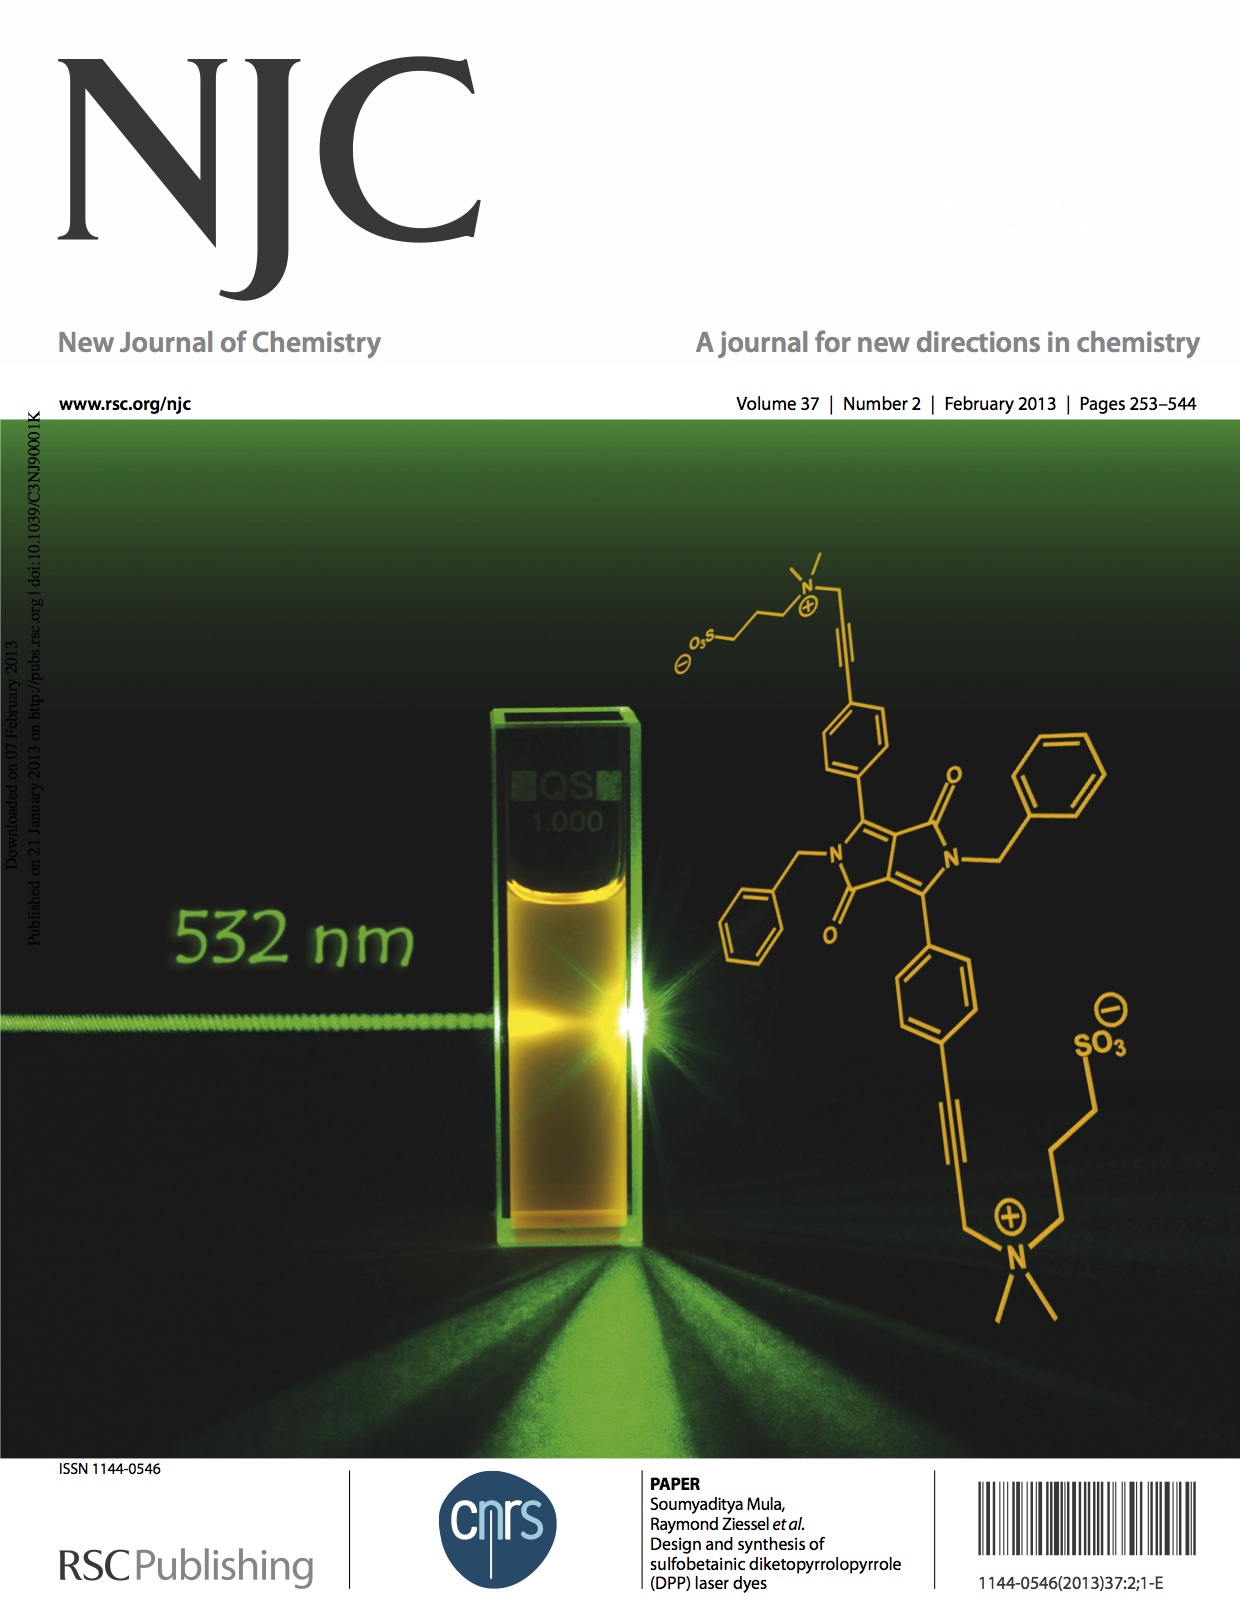 NJC
New Journal of Chemistry
A journal for new directions in chemistry
www.rsc.org/njc
Volume 37 | Number 2 | February 2013 | Pages 253–544
Downloaded on 07 February 2013
Published on 21 January 2013 on http://pubs.rsc.org | doi:10.1039/C3NJ90001K
N
⊕
⊖ O₃S
QS
1.000
O
N
N
O
532 nm
⊖
SO₃
⊕
N
ISSN 1144-0546
RSC Publishing
cnrs
PAPER
Soumyaditya Mula,
Raymond Ziessel et al.
Design and synthesis of
sulfobetainic diketopyrrolopyrrole
(DPP) laser dyes
1144-0546(2013)37:2;1-E